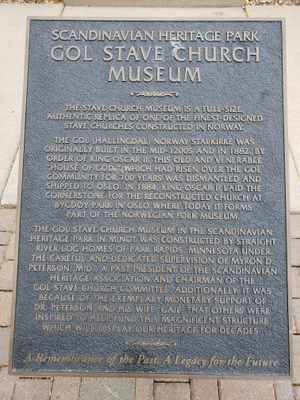 SCANDINAVIAN HERITAGE PARK
GOL STAVE CHURCH
MUSEUM
THE STAVE CHURCH MUSEUM IS A FULL-SIZE,
AUTHENTIC REPLICA OF ONE OF THE FINEST-DESIGNED
STAVE CHURCHES CONSTRUCTED IN NORWAY.
THE GOL (HALLINGDAL) NORWAY STAVKIRKE WAS
ORIGINALLY BUILT IN THE MID-1200S AND IN 1882, BY
ORDER OF KING OSCAR II, THIS OLD AND VENERABLE
"HOUSE OF GOD," WHICH HAD RISEN OVER THE GOL
COMMUNITY FOR 700 YEARS WAS DISMANTLED AND
SHIPPED TO OSLO. IN 1884, KING OSCAR II LAID THE
CORNERSTONE FOR THE RECONSTRUCTED CHURCH AT
BYGDOY PARK IN OSLO WHERE TODAY, IT FORMS
PART OF THE NORWEGIAN FOLK MUSEUM.
THE GOL STAVE CHURCH MUSEUM IN THE SCANDINAVIAN
HERITAGE PARK IN MINOT WAS CONSTRUCTED BY STRAIGHT
RIVER LOG HOMES OF PARK RAPIDS, MINNESOTA UNDER
THE CAREFUL AND DEDICATED SUPERVISION OF MYRON D.
PETERSON, M.D., A PAST PRESIDENT OF THE SCANDINAVIAN
HERITAGE ASSOCIATION AND CHAIRMAN OF THE
GOL STAVE CHURCH COMMITTEE. ADDITIONALLY, IT WAS
BECAUSE OF THE EXEMPLARY MONETARY SUPPORT OF
DR. PETERSON AND HIS WIFE, GAIL, THAT OTHERS WERE
INSPIRED TO HELP FUND THIS MAGNIFICENT STRUCTURE
WHICH WILL DISPLAY OUR HERITAGE FOR DECADES.
A Remembrance of the Past, A Legacy for the Future